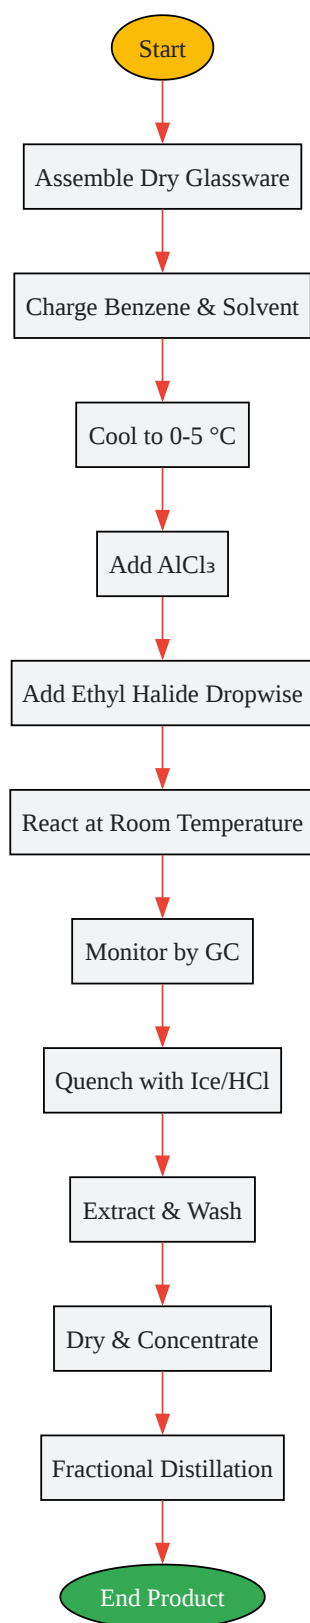 Start
Assemble Dry Glassware
Charge Benzene & Solvent
Cool to 0-5 °C
Add AlCl₃
Add Ethyl Halide Dropwise
React at Room Temperature
Monitor by GC
Quench with Ice/HCl
Extract & Wash
Dry & Concentrate
Fractional Distillation
End Product